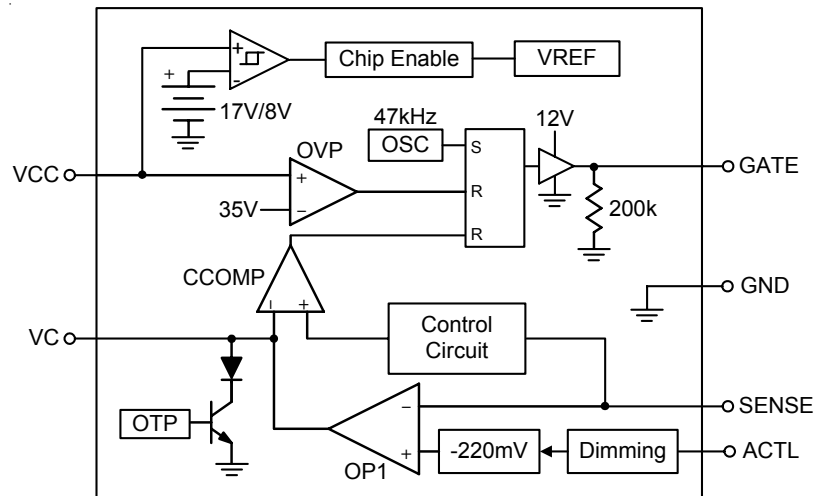 Chip Enable
VREF
+
-
+
17V/8V
47kHz
OSC
12V
OVP
S
R
R
VCC
+
-
35V
GATE
200k
CCOMP
-
+
GND
VC
Control
Circuit
OTP
-
+
OP1
-220mV
Dimming
SENSE
ACTL